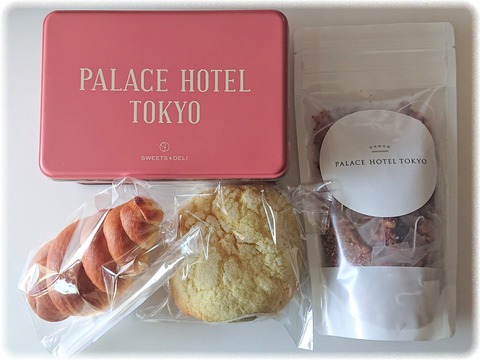 PALACE HOTEL
TOKYO
SWEETS & DELI
PALACE HOTEL TOKYO